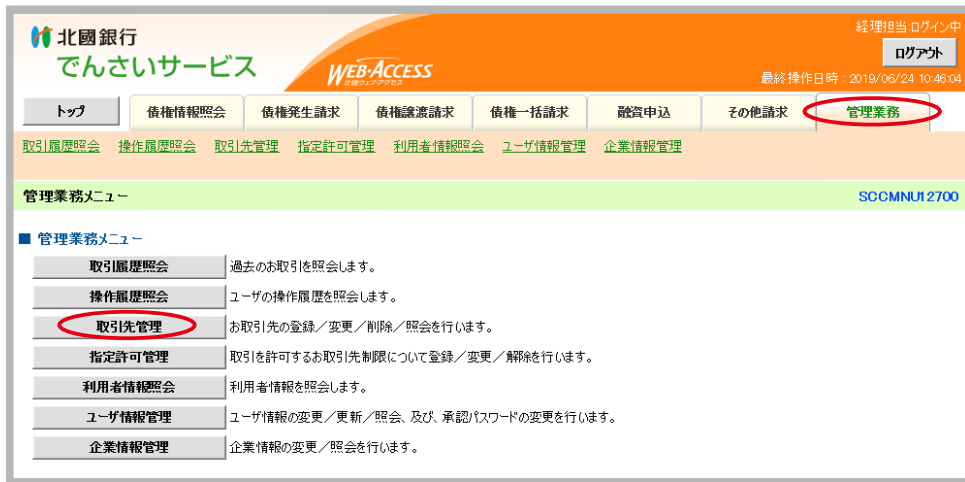 北國銀行
でんさいサービス
WEB-ACCESS
北國ウェブ・アクセス
経理担当:ログイン中
ログアウト
最終操作日時：2019/06/24 10:46:04
トップ 債権情報照会 債権発生請求 債権譲渡請求 債権一括請求 融資申込 その他請求 管理業務
取引履歴照会 操作履歴照会 取引先管理 指定許可管理 利用者情報照会 ユーザ情報管理 企業情報管理
管理業務メニュー SCCMNU12700
■ 管理業務メニュー
取引履歴照会 過去のお取引を照会します。
操作履歴照会 ユーザの操作履歴を照会します。
取引先管理 お取引先の登録／変更／削除／照会を行います。
指定許可管理 取引を許可するお取引先制限について登録／変更／解除を行います。
利用者情報照会 利用者情報を照会します。
ユーザ情報管理 ユーザ情報の変更／更新／照会、及び、承認パスワードの変更を行います。
企業情報管理 企業情報の変更／照会を行います。